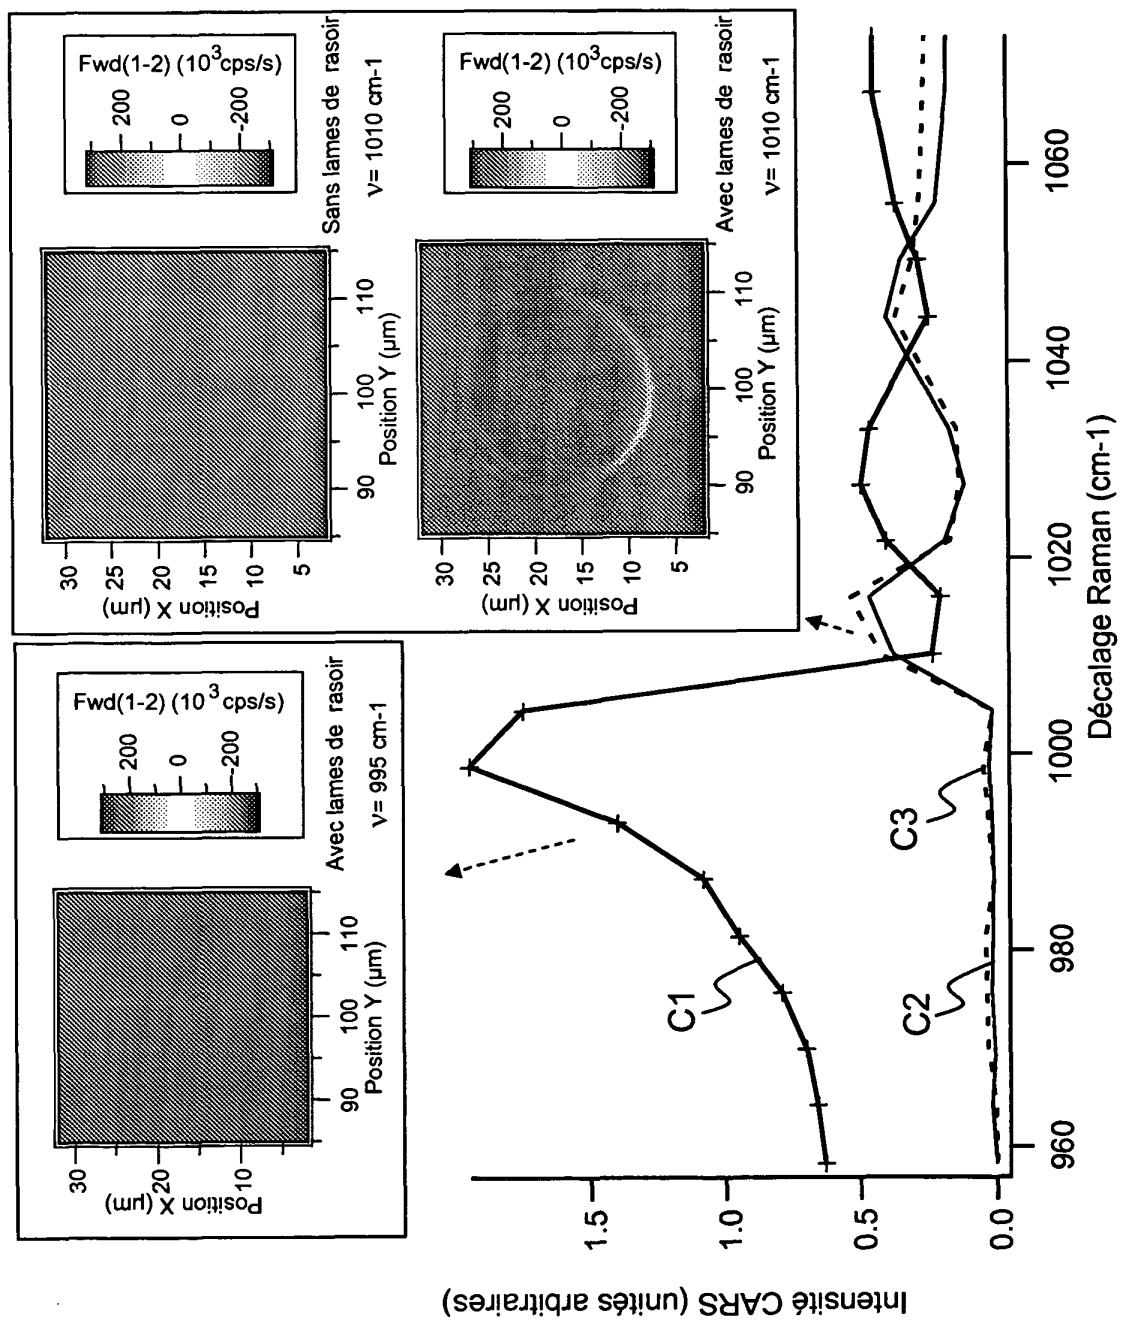 Fwd(1-2) (10³cps/s)
200
0
-200
Sans lames de rasoir
ν= 1010 cm-1
30
25
20
15
10
5
Position X (µm)
90
100
110
Position Y (µm)
Fwd(1-2) (10³cps/s)
200
0
-200
Avec lames de rasoir
ν= 1010 cm-1
30
25
20
15
10
5
Position X (µm)
90
100
110
Position Y (µm)
Fwd(1-2) (10³cps/s)
200
0
-200
Avec lames de rasoir
ν= 995 cm-1
30
20
10
Position X (µm)
90
100
110
Position Y (µm)
C1
C2
C3
1.5
1.0
0.5
0.0
Intensité CARS (unités arbitraires)
960
980
1000
1020
1040
1060
Décalage Raman (cm-1)